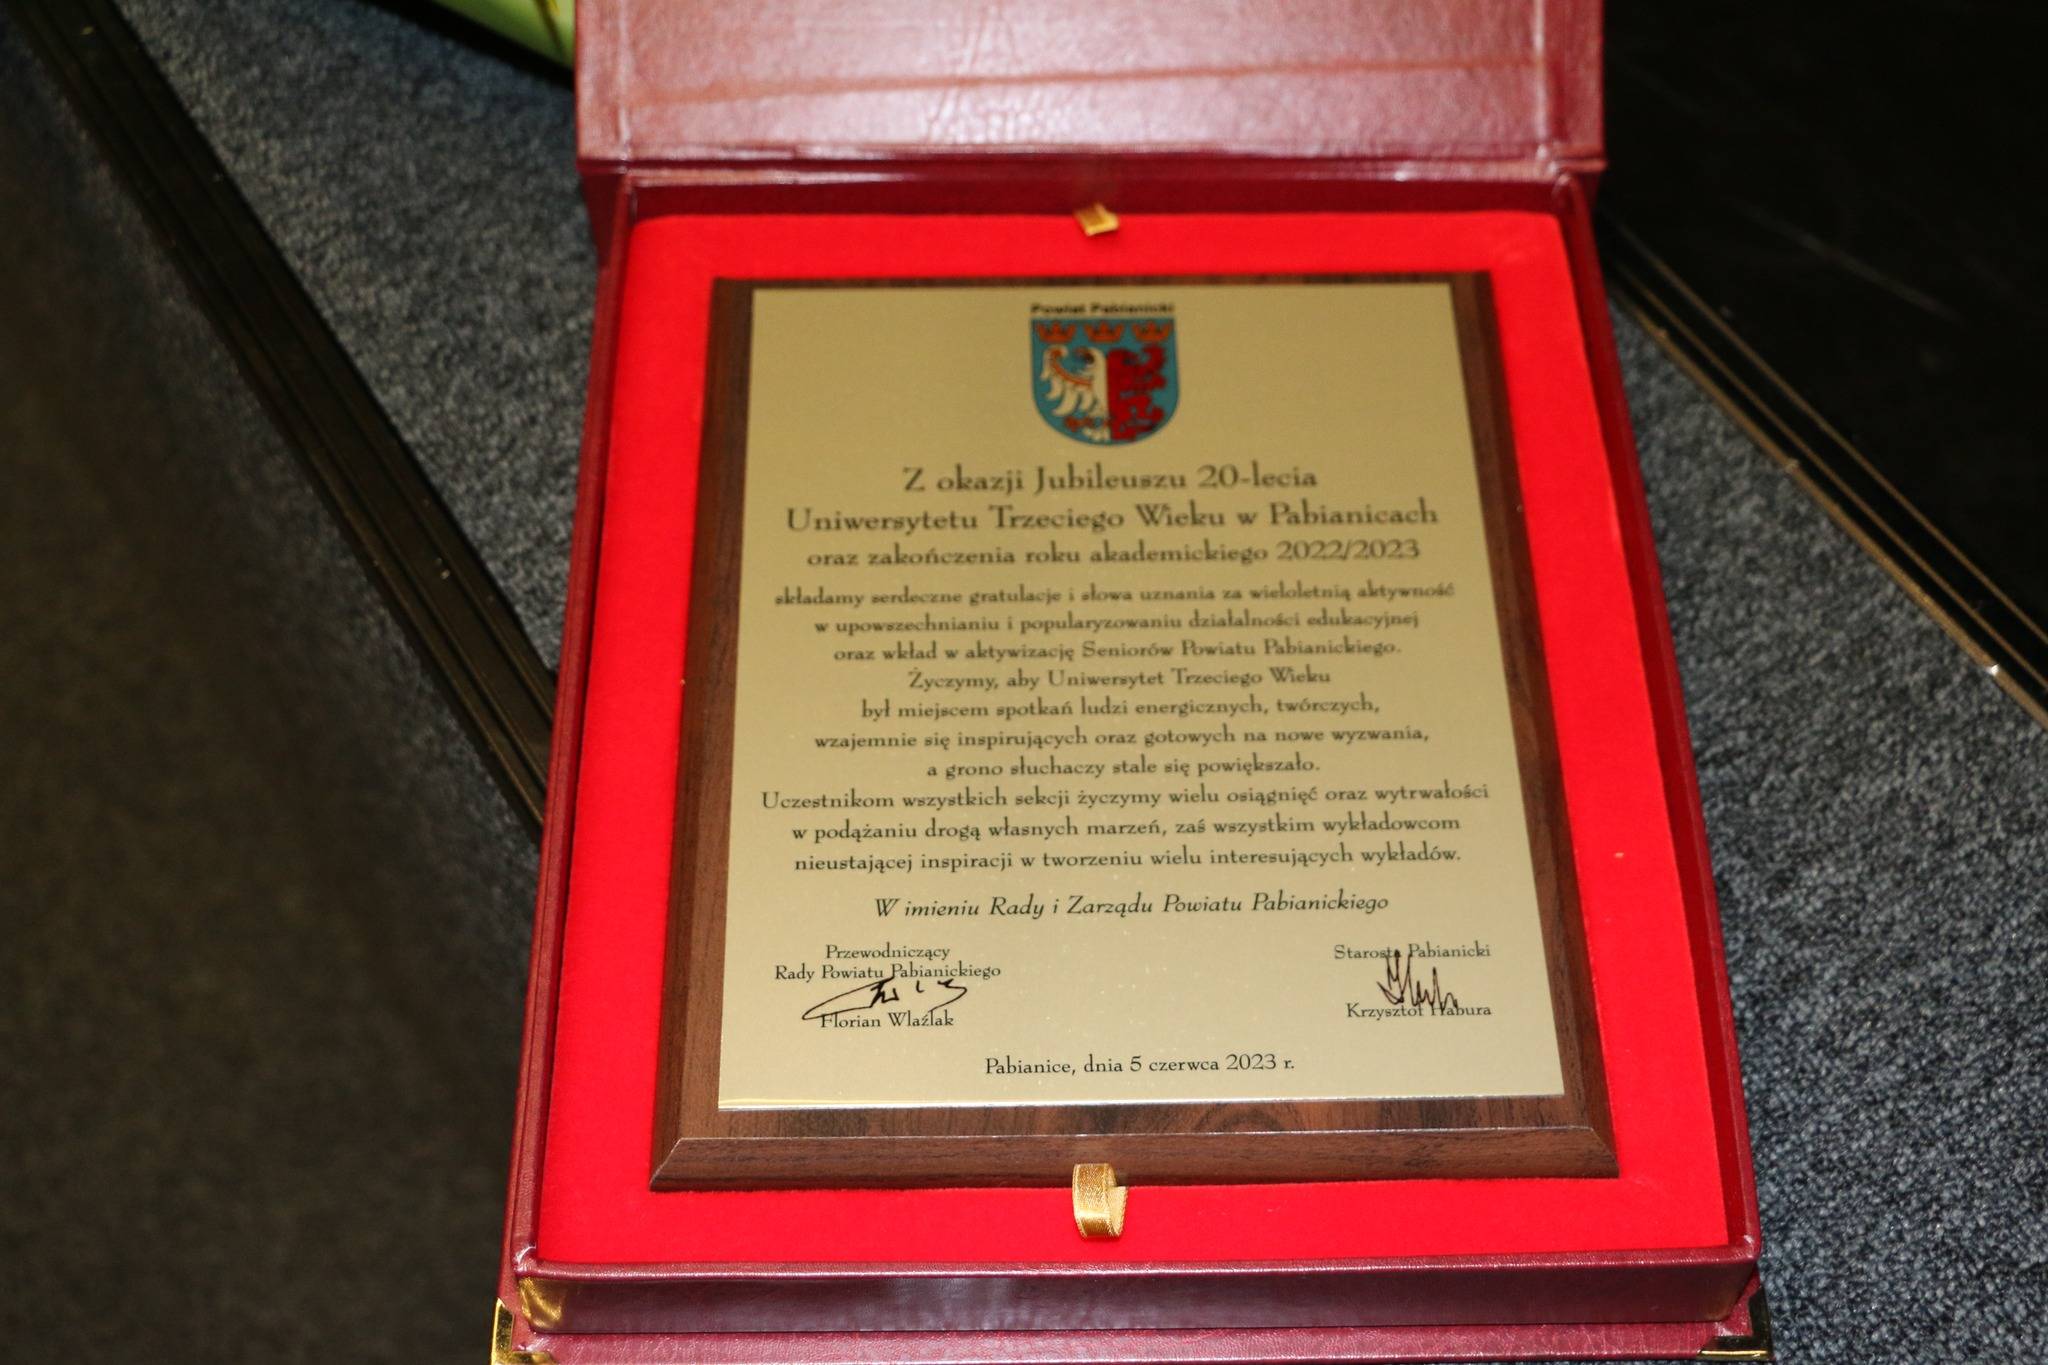 Powiat Pabianicki
Z okazji Jubileuszu 20-lecia
Uniwersytetu Trzeciego Wieku w Pabianicach
oraz zakończenia roku akademickiego 2022/2023
składamy serdeczne gratulacje i słowa uznania za wieloletnią aktywność
w upowszechnianiu i popularyzowaniu działalności edukacyjnej
oraz wkład w aktywizację Seniorów Powiatu Pabianickiego.
Życzymy, aby Uniwersytet Trzeciego Wieku
był miejscem spotkań ludzi energicznych, twórczych,
wzajemnie się inspirujących oraz gotowych na nowe wyzwania,
a grono słuchaczy stale się powiększało.
Uczestnikom wszystkich sekcji życzymy wielu osiągnięć oraz wytrwałości
w podążaniu drogą własnych marzeń, zaś wszystkim wykładowcom
nieustającej inspiracji w tworzeniu wielu interesujących wykładów.
W imieniu Rady i Zarządu Powiatu Pabianickiego
Przewodniczący
Rady Powiatu Pabianickiego
Florian Wlaźlak
Starosta Pabianicki
Krzysztof Habura
Pabianice, dnia 5 czerwca 2023 r.